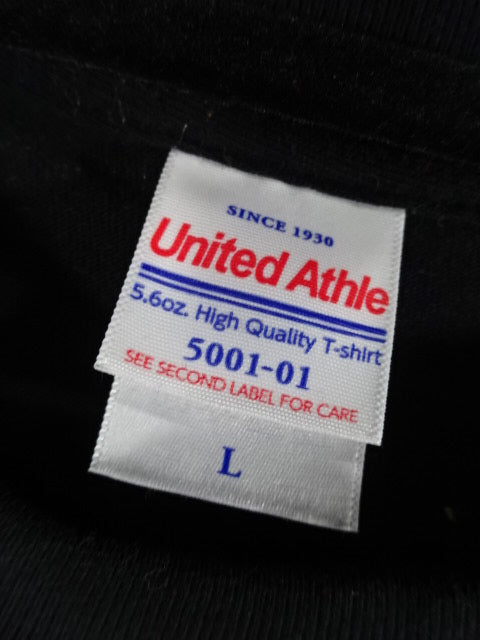 SINCE 1930
United Athle
5.6oz. High Quality T-shirt
5001-01
SEE SECOND LABEL FOR CARE
L